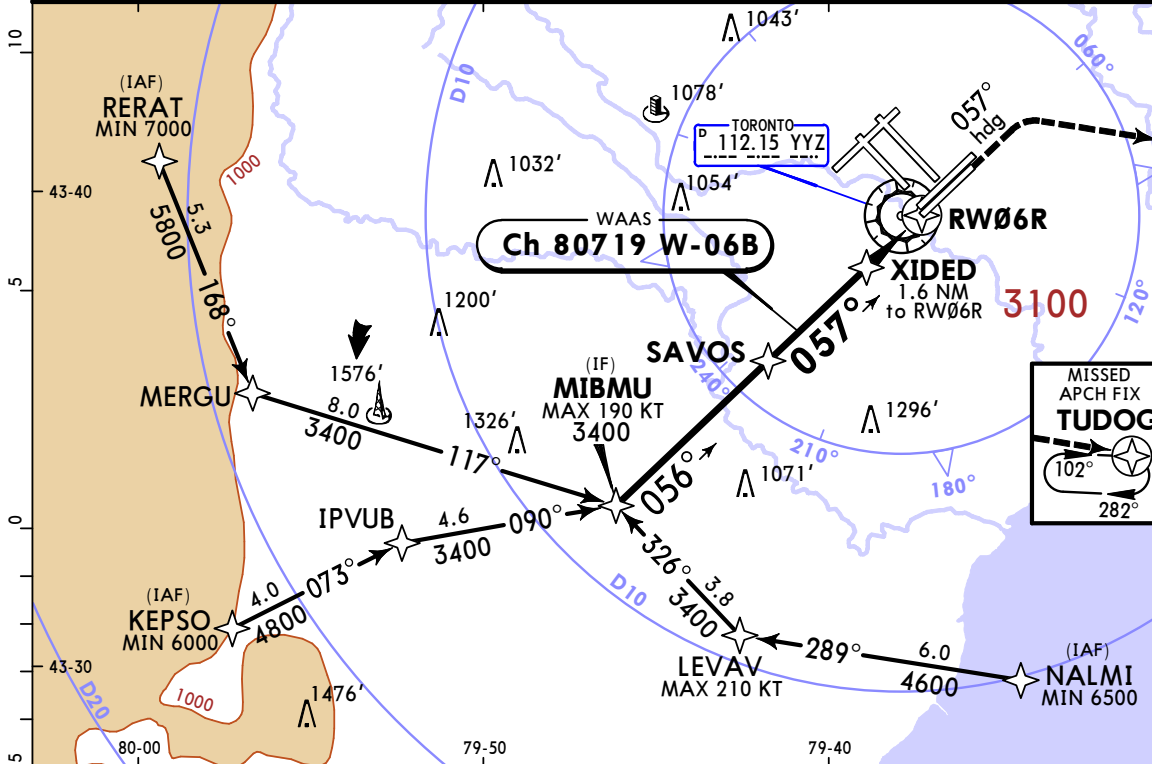 1043'
10
D10
060°
(IAF)
RERAT
MIN 7000
1078'
057°
hdg
D TORONTO
112.15 YYZ
1032'
1000
43-40
1054'
5.3
5800
WAAS
Ch 80719 W-06B
RWØ6R
XIDED
1.6 NM
to RWØ6R
3100
120°
5
168°
1200'
057°
SAVOS
240°
(IF)
MIBMU
MAX 190 KT
3400
1576'
MERGU
8.0
3400
1326'
117°
1296'
210°
180°
1071'
MISSED
APCH FIX
TUDOG
102°
282°
056°
IPVUB
4.6
090°
3400
0
326°
073°
4.0
4800
(IAF)
KEPSO
MIN 6000
D10
3.8
3400
43-30
LEVAV
MAX 210 KT
289°
6.0
4600
(IAF)
NALMI
MIN 6500
D20
1000
1476'
5
80-00
79-50
79-40